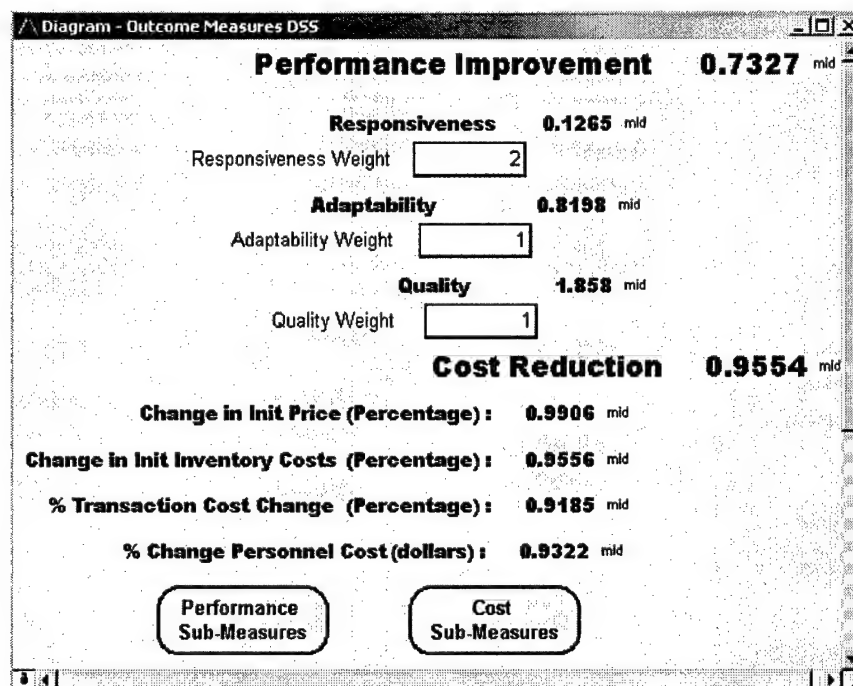 Diagram - Outcome Measures DSS
Performance Improvement 0.7327 mid
Responsiveness 0.1265 mid
Responsiveness Weight 2
Adaptability 0.8198 mid
Adaptability Weight 1
Quality 1.858 mid
Quality Weight 1
Cost Reduction 0.9554 mid
Change in Init Price (Percentage) : 0.9906 mid
Change in Init Inventory Costs (Percentage) : 0.9556 mid
% Transaction Cost Change (Percentage) : 0.9185 mid
% Change Personnel Cost (dollars) : 0.9322 mid
Performance
Sub-Measures
Cost
Sub-Measures